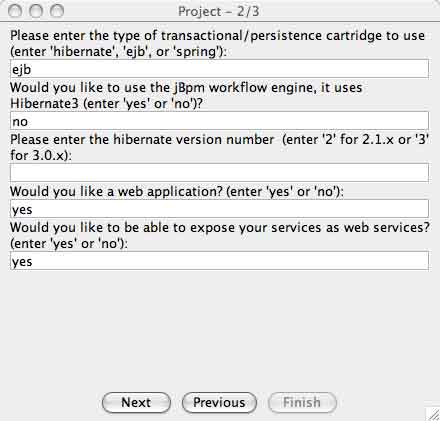 Project - 2/3
Please enter the type of transactional/persistence cartridge to use
(enter 'hibernate', 'ejb', or 'spring'):
ejb
Would you like to use the jBpm workflow engine, it uses
Hibernate3 (enter 'yes' or 'no')?
no
Please enter the hibernate version number  (enter '2' for 2.1.x or '3'
for 3.0.x):
Would you like a web application? (enter 'yes' or 'no'):
yes
Would you like to be able to expose your services as web services?
(enter 'yes' or 'no'):
yes
Next Previous Finish